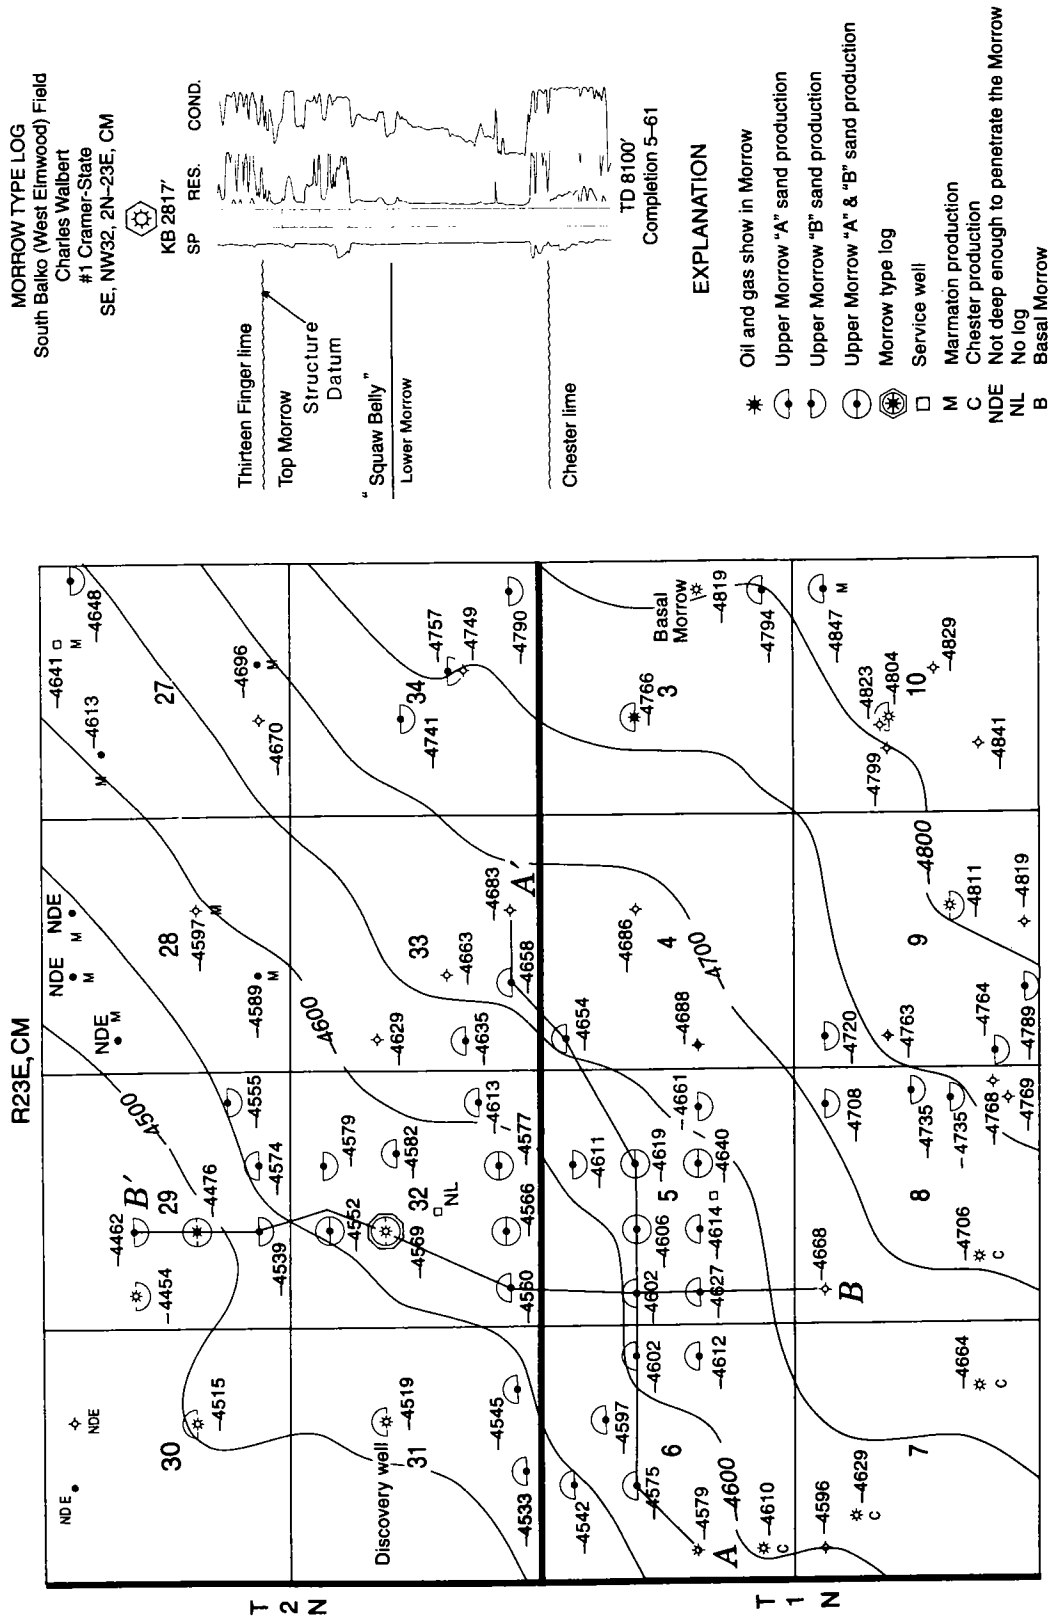 MORROW TYPE LOG
South Balko (West Elmwood) Field
Charles Walbert
#1 Cramer-State
SE, NW32, 2N–23E, CM
KB 2817′
SP RES. COND.
Thirteen Finger lime
Top Morrow
Structure
Datum
" Squaw Belly "
Lower Morrow
Chester lime
TD 8100′
Completion 5–61
EXPLANATION
Oil and gas show in Morrow
Upper Morrow "A" sand production
Upper Morrow "B" sand production
Upper Morrow "A" & "B" sand production
Morrow type log
Service well
M Marmaton production
C Chester production
NDE Not deep enough to penetrate the Morrow
NL No log
B Basal Morrow
R23E, CM
T
2
N
T
1
N
NDE
NDE
30
–4515
–4454
–4462
B′
29
–4476
–4500
–4539
–4574
–4555
NDE
M
NDE
M
NDE
M
28
–4597
M
–4589
M
–4613
M
–4641
M
–4648
27
–4670
–4696
M
Discovery well
–4519
31
–4545
–4533
–4552
–4569
32
NL
–4560
–4566
–4577
–4579
–4582
–4613
–4600
–4629
–4635
33
–4663
–4658
–4683
A′
34
–4741
–4757
–4749
–4790
–4542
–4597
–4575
6
–4579
A
–4600
–4610
C
–4602
–4612
–4602
–4627
–4606
–4614
5
–4611
–4619
–4640
–4661
–4654
–4688
–4686
4
–4700
3
–4766
Basal
Morrow
–4819
–4794
–4596
–4629
C
7
–4664
C
–4668
B
8
–4706
C
–4708
–4735
–4735
–4768
–4769
–4720
–4763
–4764
–4789
9
–4800
–4811
–4819
–4799
–4823
–4804
10
–4829
–4841
–4847
M